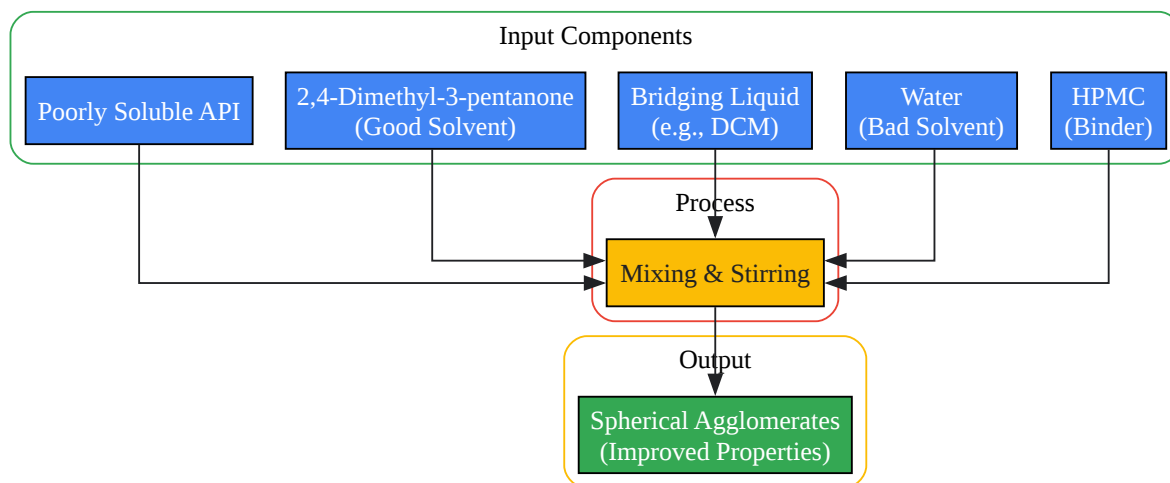 Input Components
Poorly Soluble API
2,4-Dimethyl-3-pentanone
(Good Solvent)
Bridging Liquid
(e.g., DCM)
Water
(Bad Solvent)
HPMC
(Binder)
Process
Mixing & Stirring
Output
Spherical Agglomerates
(Improved Properties)